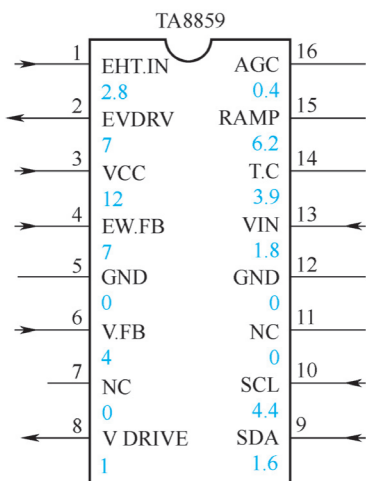 TA8859
1 EHT.IN AGC 16
2.8 0.4
2 EVDRV RAMP 15
7 6.2
3 VCC T.C 14
12 3.9
4 EW.FB VIN 13
7 1.8
5 GND GND 12
0 0
6 V.FB NC 11
4 0
7 NC SCL 10
0 4.4
8 V DRIVE SDA 9
1 1.6